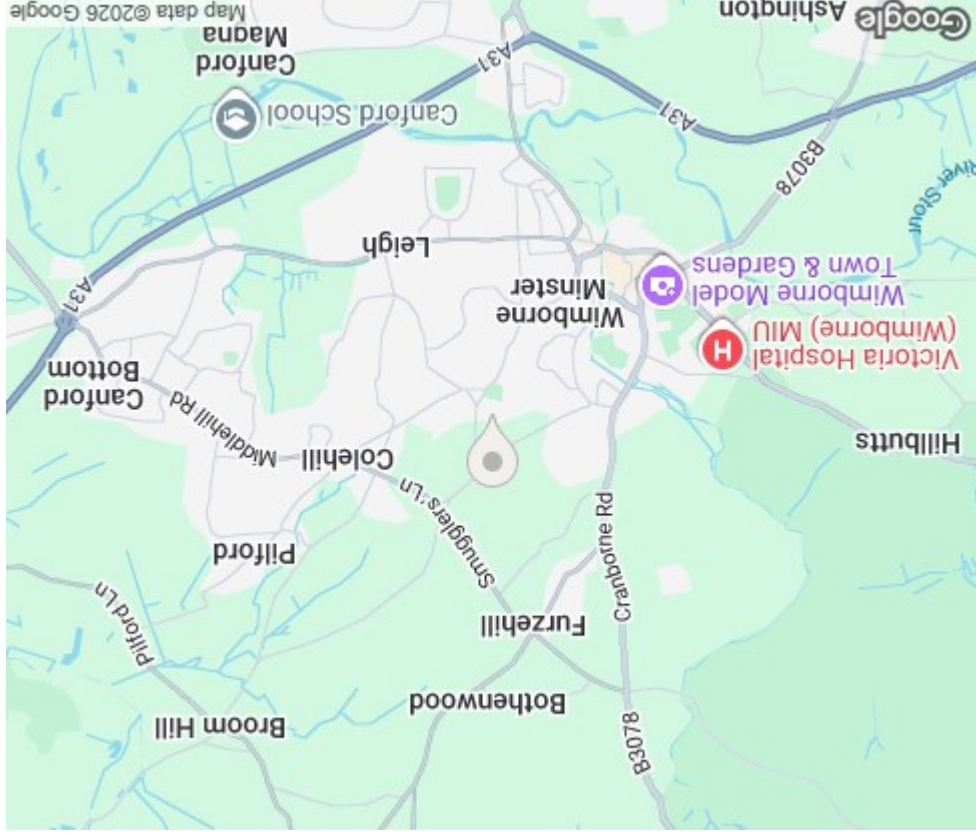 Broom Hill
Bothenwood
B3078
Pilford Ln
Furzehill
Pilford
Smugglers' Ln
Cranborne Rd
Colehill
Middlehill Rd
Hillbutts
Canford
Bottom
Victoria Hospital
(Wimborne) MIU
H
Wimborne
Minster
Wimborne Model
Town & Gardens
A31
Leigh
River Stour
B3078
Canford School
A31
A31
Canford
Magna
Ashington
Google
Map data ©2026 Google